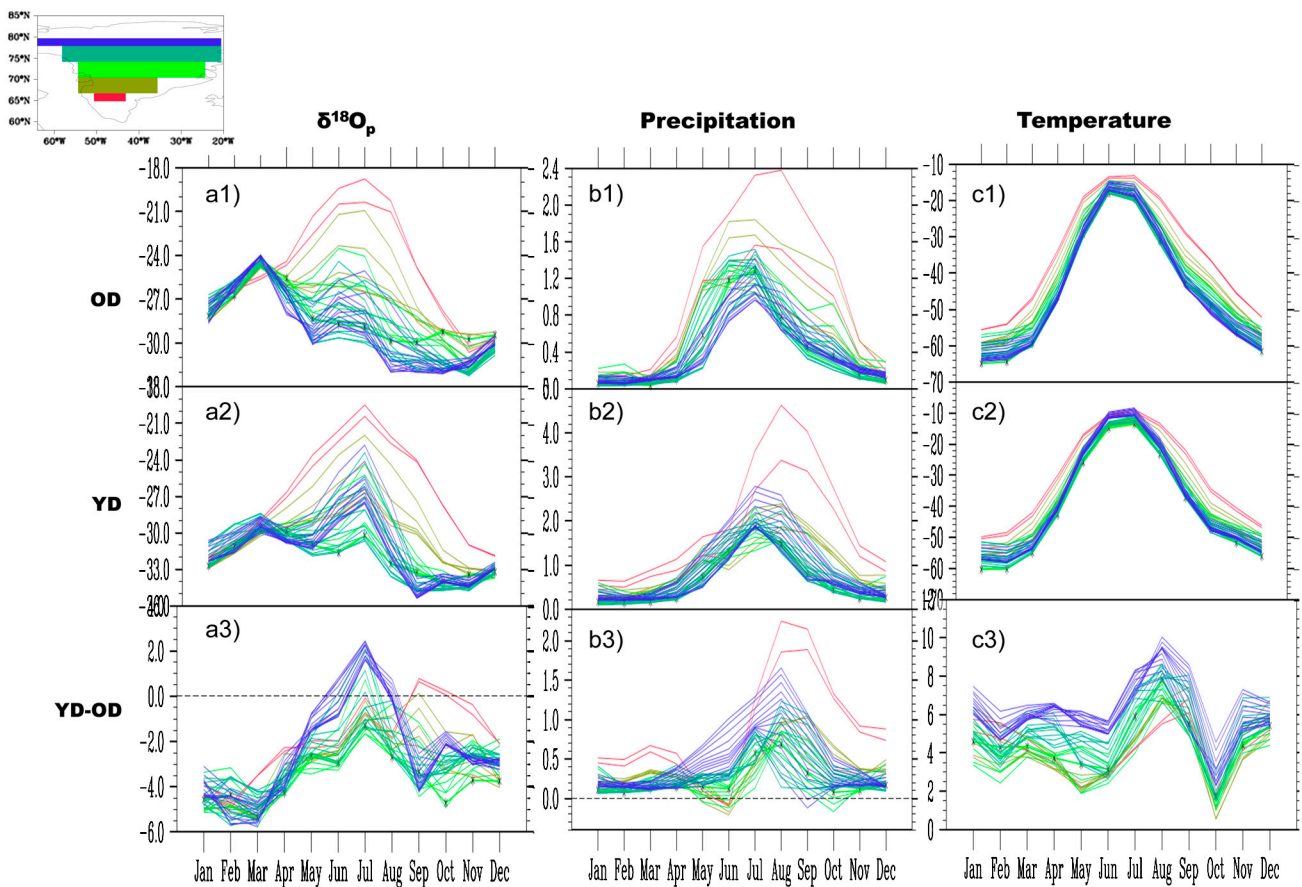 85°N
80°N
75°N
70°N
65°N
60°N
60°W 50°W 40°W 30°W 20°W
δ¹⁸Oₚ Precipitation Temperature
OD
a1)
-18.0
-21.0
-24.0
-27.0
-30.0
b1)
2.4
2.0
1.6
1.2
0.8
0.4
c1)
-10
-20
-30
-40
-50
-60
-70
YD
a2)
-21.0
-24.0
-27.0
-30.0
-33.0
b2)
4.0
3.0
2.0
1.0
0.0
c2)
-10
-20
-30
-40
-50
-60
YD-OD
a3)
2.0
0.0
-2.0
-4.0
-6.0
b3)
2.0
1.5
1.0
0.5
0.0
c3)
10
8
6
4
2
0
Jan Feb Mar Apr May Jun Jul Aug Sep Oct Nov Dec
Jan Feb Mar Apr May Jun Jul Aug Sep Oct Nov Dec
Jan Feb Mar Apr May Jun Jul Aug Sep Oct Nov Dec